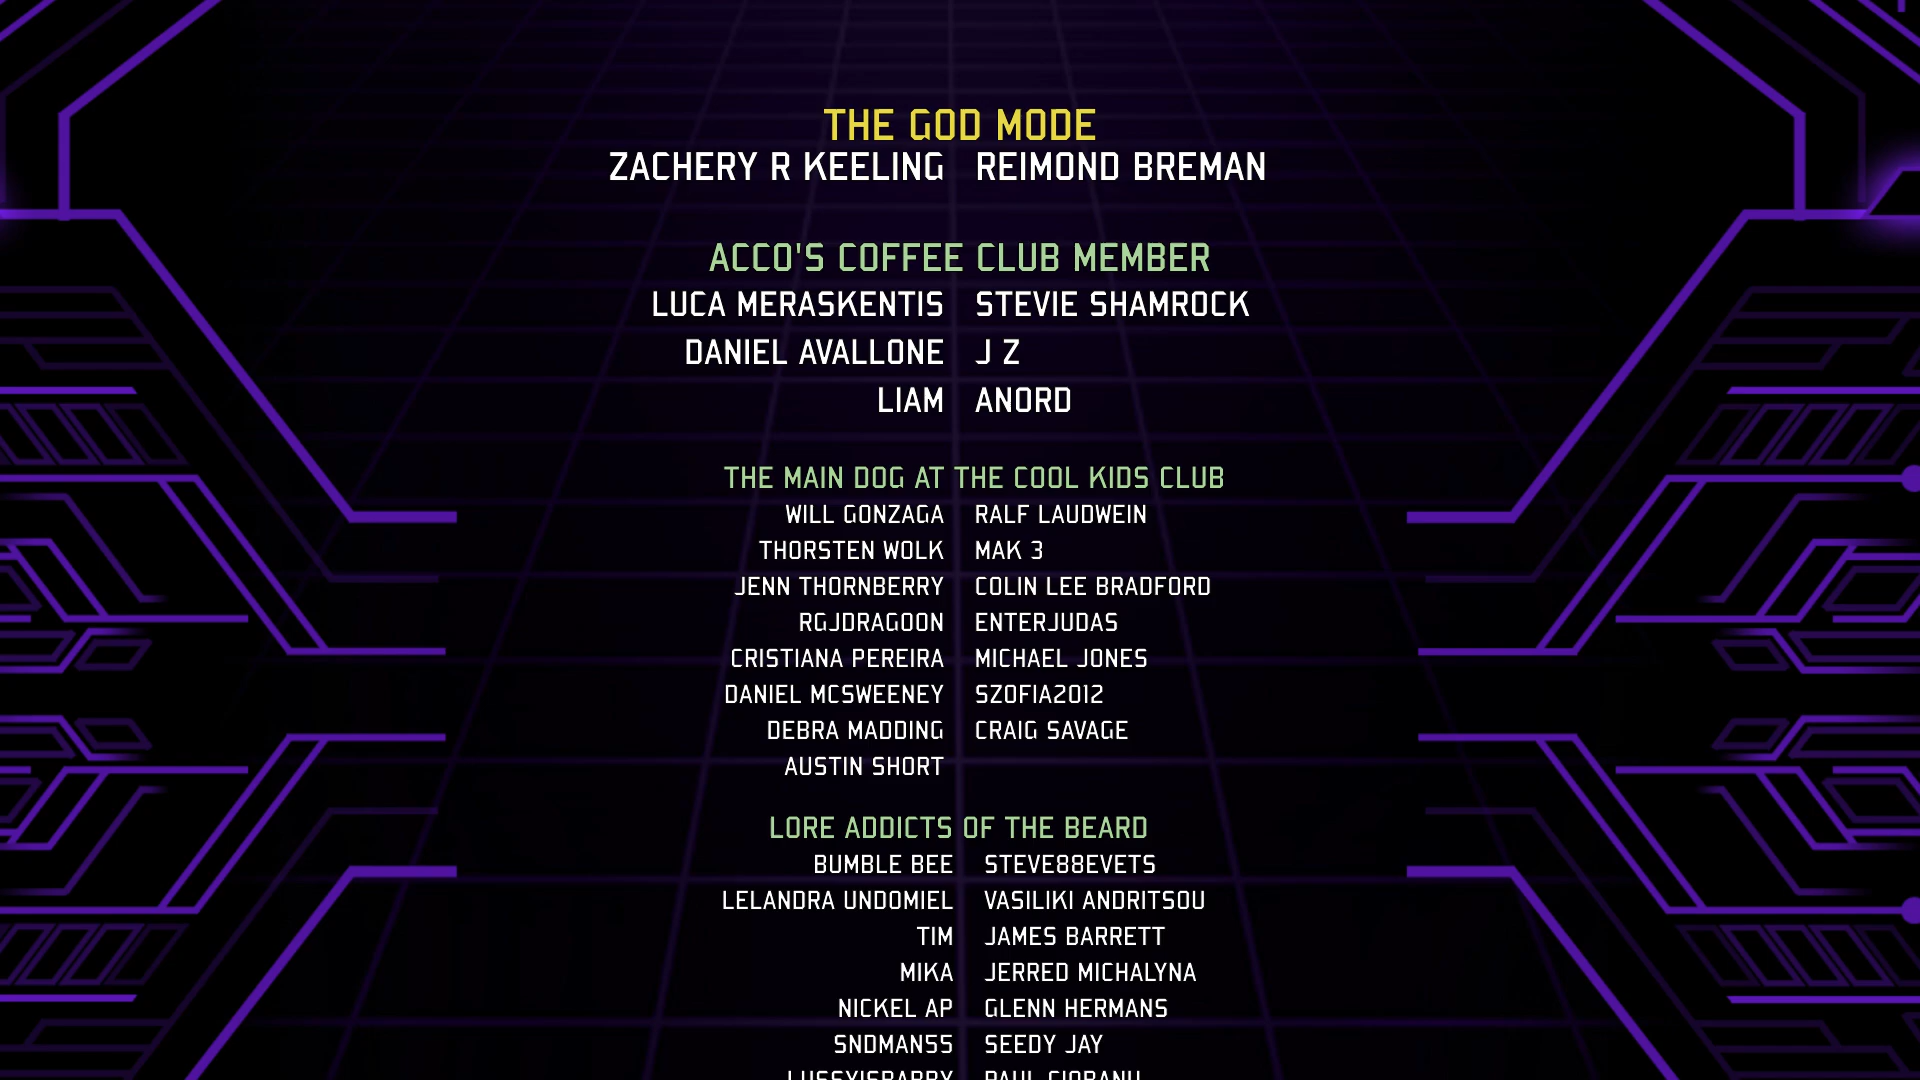 THE GOD MODE
ZACHERY R KEELING REIMOND BREMAN
ACCO'S COFFEE CLUB MEMBER
LUCA MERASKENTIS STEVIE SHAMROCK
DANIEL AVALLONE J Z
LIAM ANORD
THE MAIN DOG AT THE COOL KIDS CLUB
WILL GONZAGA RALF LAUDWEIN
THORSTEN WOLK MAK 3
JENN THORNBERRY COLIN LEE BRADFORD
RGJDRAGOON ENTERJUDAS
CRISTIANA PEREIRA MICHAEL JONES
DANIEL MCSWEENEY SZOFIA2012
DEBRA MADDING CRAIG SAVAGE
AUSTIN SHORT
LORE ADDICTS OF THE BEARD
BUMBLE BEE STEVE88EVETS
LELANDRA UNDOMIEL VASILIKI ANDRITSOU
TIM JAMES BARRETT
MIKA JERRED MICHALYNA
NICKEL AP GLENN HERMANS
SNDMAN55 SEEDY JAY
PAUL